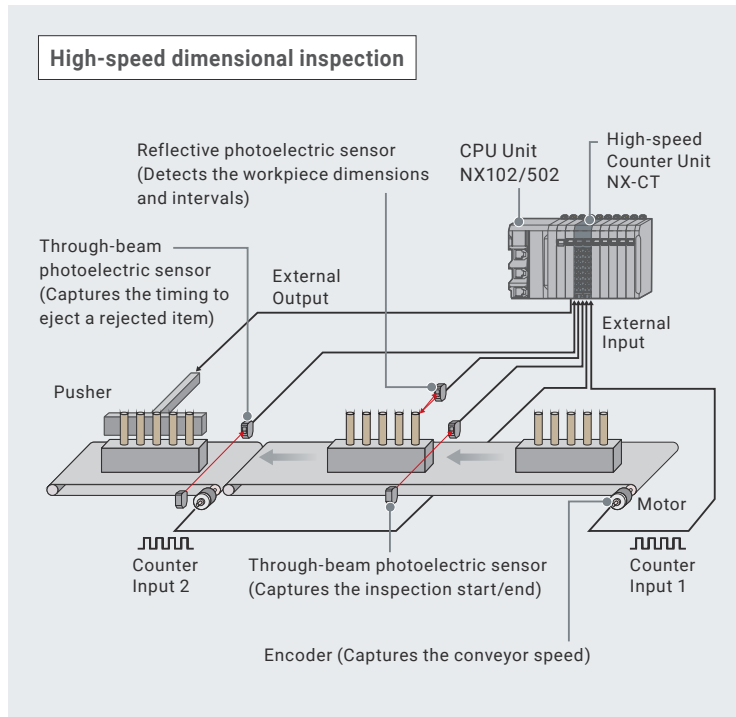 High-speed dimensional inspection
Reflective photoelectric sensor
(Detects the workpiece dimensions
and intervals)
CPU Unit
NX102/502
High-speed
Counter Unit
NX-CT
Through-beam
photoelectric sensor
(Captures the timing to
eject a rejected item)
External
Output
External
Input
Pusher
Motor
Counter
Input 2
Through-beam photoelectric sensor
(Captures the inspection start/end)
Counter
Input 1
Encoder (Captures the conveyor speed)